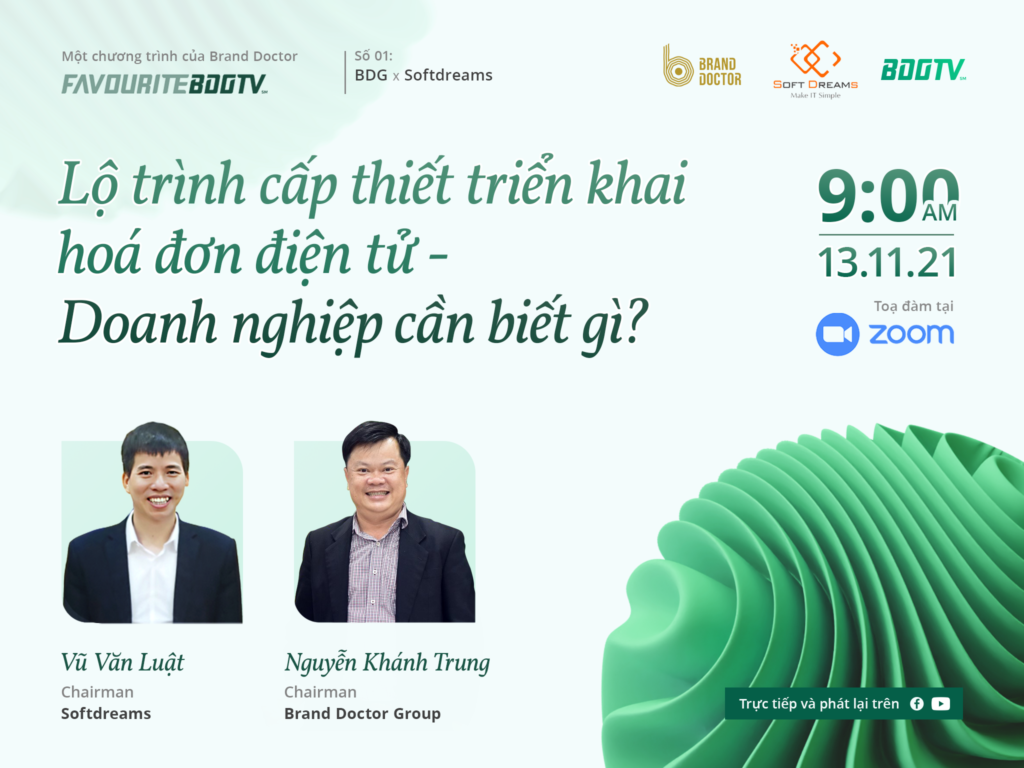 Một chương trình của Brand Doctor
FAVOURITEBDGTV
Số 01:
BDG x Softdreams
BRAND
DOCTOR
SOFT DREAMS
Make IT Simple
BDGTV
Lộ trình cấp thiết triển khai
hoá đơn điện tử –
Doanh nghiệp cần biết gì?
9:00
AM
13.11.21
Toạ đàm tại
zoom
Vũ Văn Luật
Chairman
Softdreams
Nguyễn Khánh Trung
Chairman
Brand Doctor Group
Trực tiếp và phát lại trên